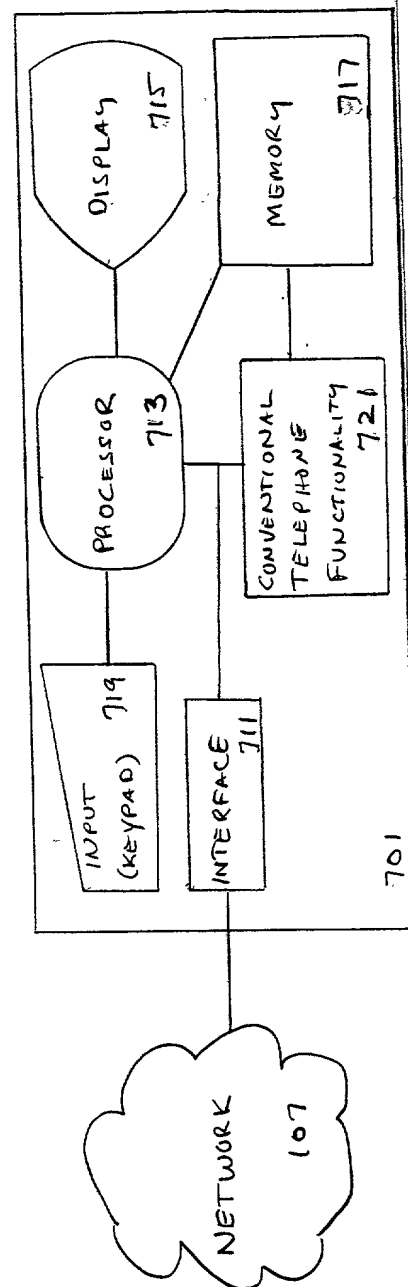 NETWORK
107
INPUT
(KEYPAD)
719
INTERFACE
711
PROCESSOR
713
CONVENTIONAL
TELEPHONE
FUNCTIONALITY
721
DISPLAY
715
MEMORY
717
701